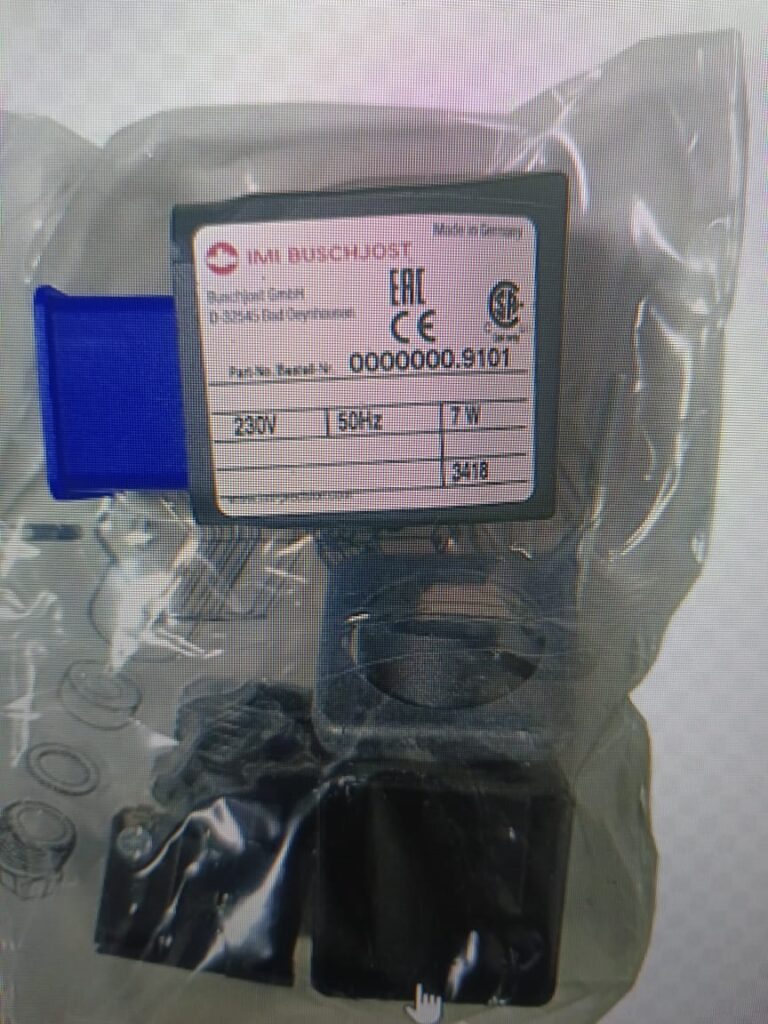 Made in Germany
IMI BUSCHJOST
Buschjost GmbH
D-32545 Bad Oeynhausen
EAC
CE
Part-No. Bestell-Nr. 0000000.9101
230V 50Hz 7 W
3418